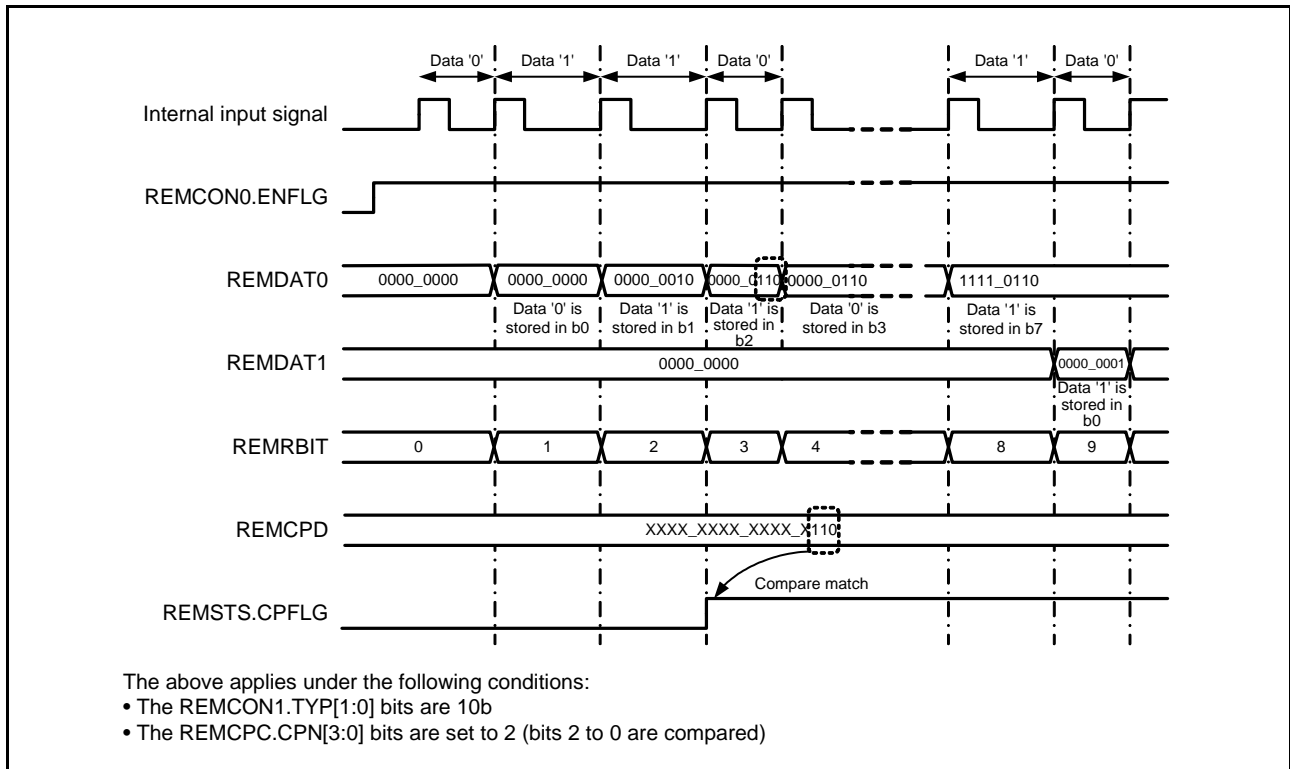 Data '0' Data '1' Data '1' Data '0' Data '1' Data '0'
Internal input signal
REMCON0.ENFLG
REMDAT0 0000_0000 0000_0000 0000_0010 0000_0110 0000_0110 1111_0110
Data '0' is stored in b0 Data '1' is stored in b1 Data '1' is stored in b2 Data '0' is stored in b3 Data '1' is stored in b7
REMDAT1 0000_0000 0000_0001
Data '1' is stored in b0
REMRBIT 0 1 2 3 4 8 9
REMCPD XXXX_XXXX_XXXX_X110
Compare match
REMSTS.CPFLG
The above applies under the following conditions:
• The REMCON1.TYP[1:0] bits are 10b
• The REMCPC.CPN[3:0] bits are set to 2 (bits 2 to 0 are compared)